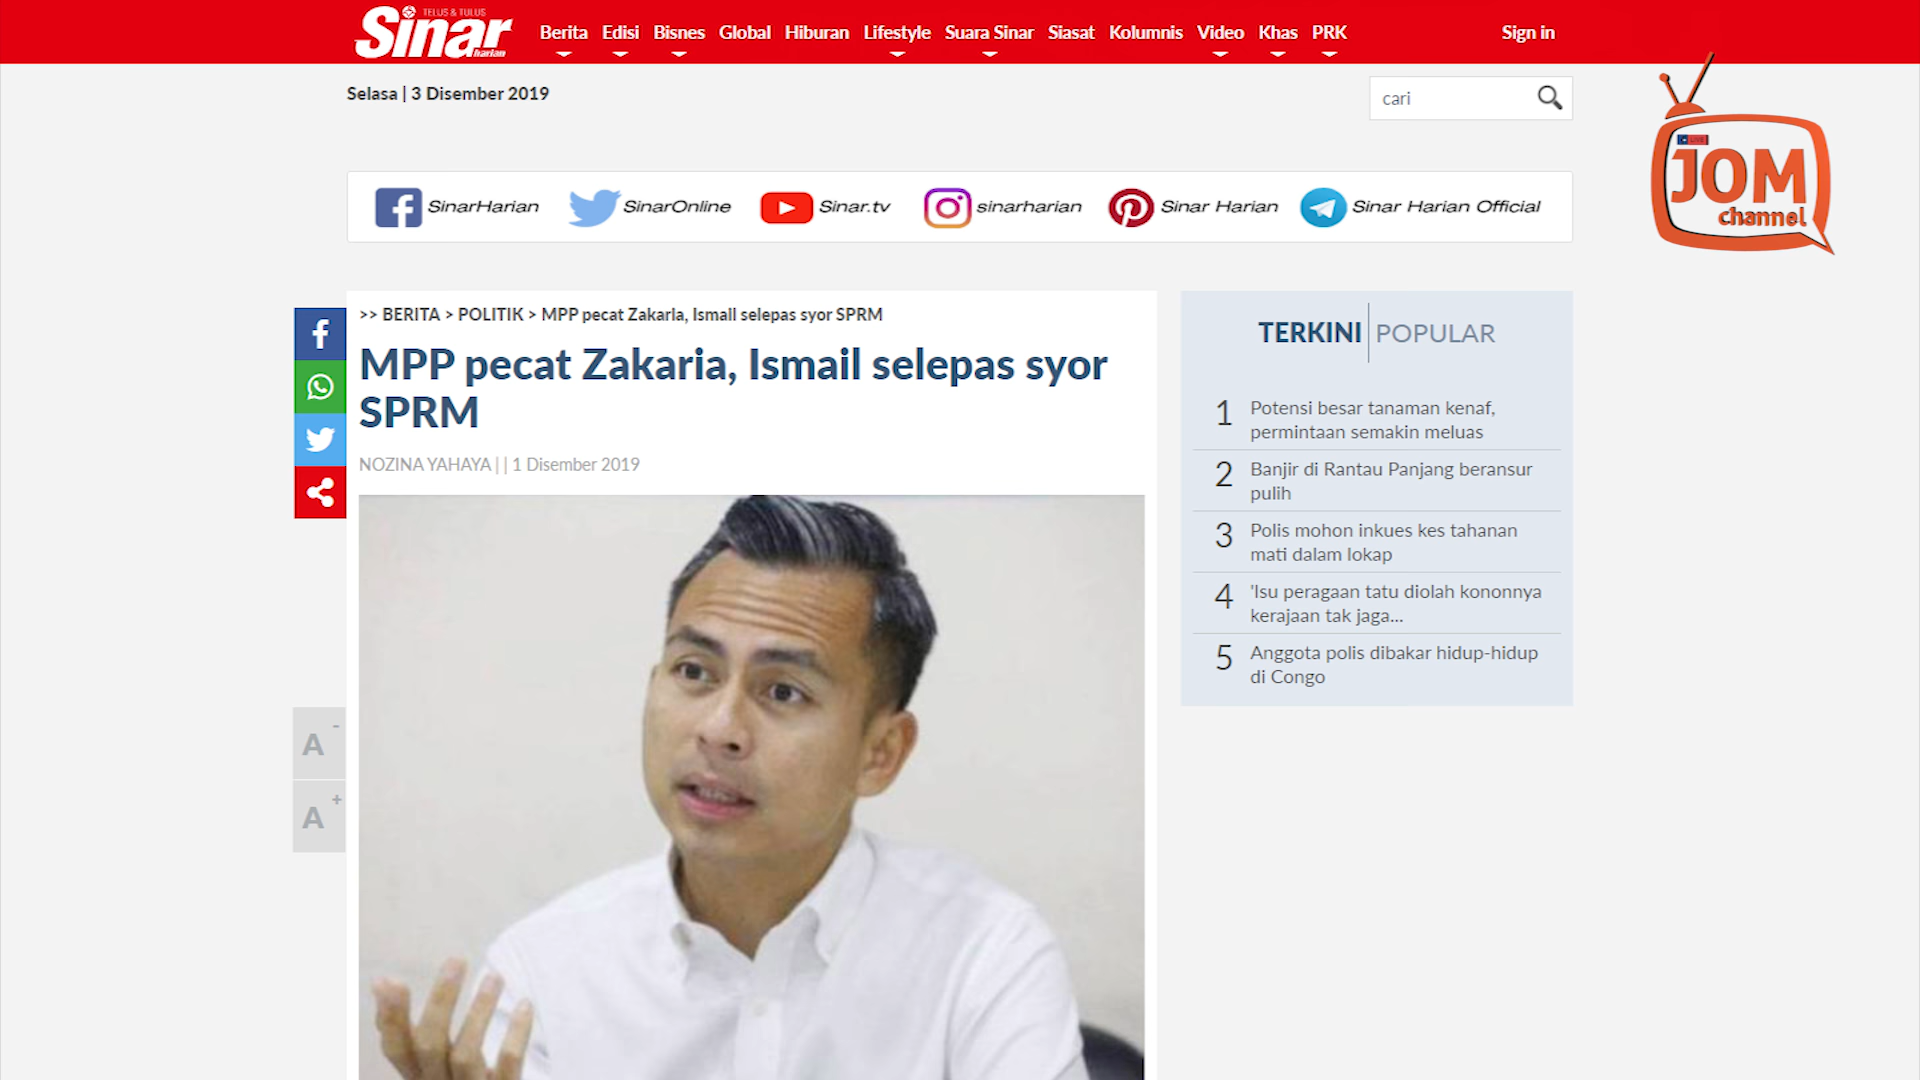 TELUS & TULUS
Sinar
Harian
Berita Edisi Bisnes Global Hiburan Lifestyle Suara Sinar Siasat Kolumnis Video Khas PRK
Sign in
Selasa | 3 Disember 2019
cari
JOM
channel
SinarHarian SinarOnline Sinar.tv sinarharian Sinar Harian Sinar Harian Official
>> BERITA > POLITIK > MPP pecat Zakaria, Ismail selepas syor SPRM
MPP pecat Zakaria, Ismail selepas syor
SPRM
NOZINA YAHAYA | | 1 Disember 2019
A -
A +
TERKINI POPULAR
1 Potensi besar tanaman kenaf,
permintaan semakin meluas
2 Banjir di Rantau Panjang beransur
pulih
3 Polis mohon inkues kes tahanan
mati dalam lokap
4 'Isu peragaan tatu diolah kononnya
kerajaan tak jaga...
5 Anggota polis dibakar hidup-hidup
di Congo